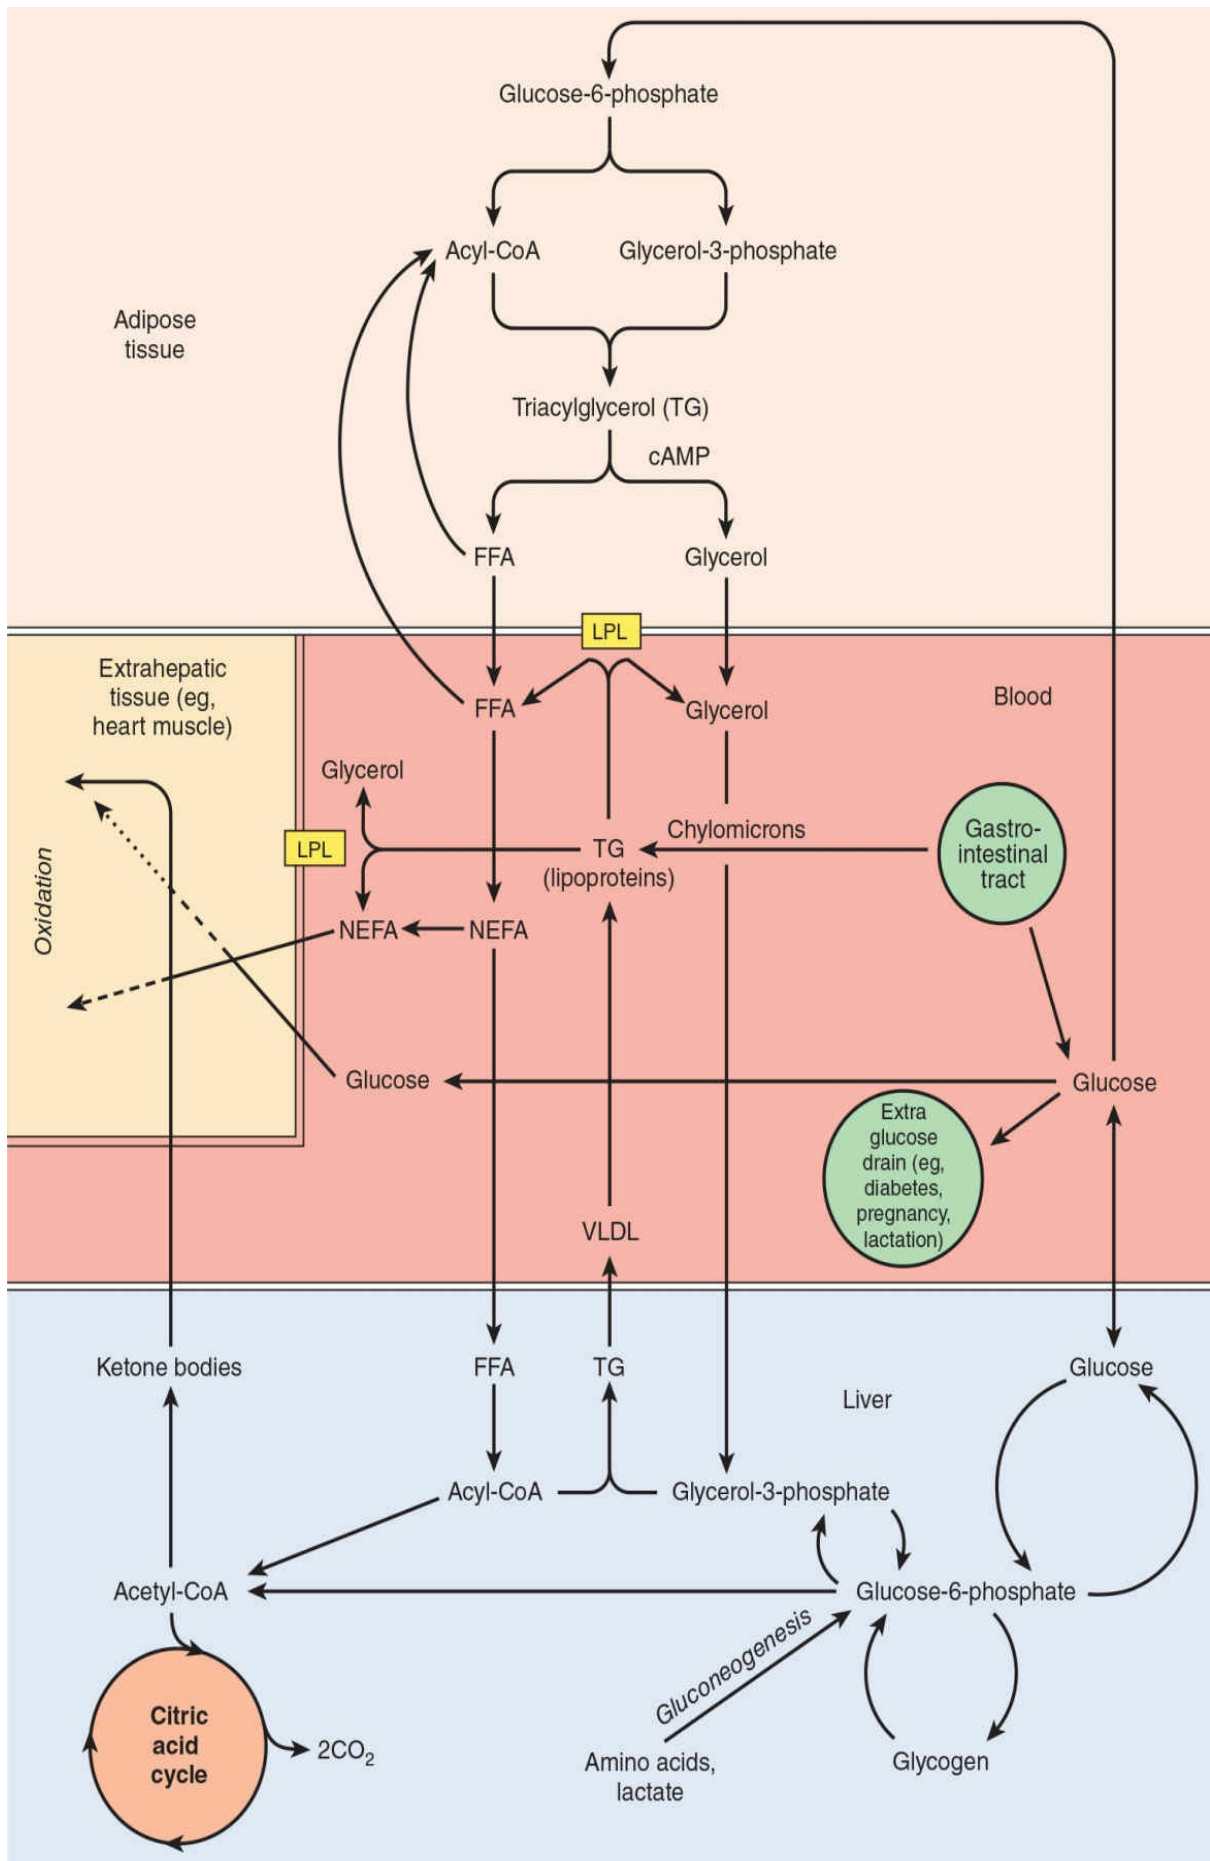 Glucose-6-phosphate
Acyl-CoA
Glycerol-3-phosphate
Adipose
tissue
Triacylglycerol (TG)
cAMP
FFA
Glycerol
LPL
Extrahepatic
tissue (eg,
heart muscle)
Blood
FFA
Glycerol
Glycerol
LPL
Chylomicrons
TG
(lipoproteins)
Gastro-
intestinal
tract
Oxidation
NEFA
NEFA
Glucose
Glucose
Extra
glucose
drain (eg,
diabetes,
pregnancy,
lactation)
VLDL
Ketone bodies
FFA
TG
Glucose
Liver
Acyl-CoA
Glycerol-3-phosphate
Acetyl-CoA
Glucose-6-phosphate
Gluconeogenesis
Citric
acid
cycle
2CO₂
Amino acids,
lactate
Glycogen